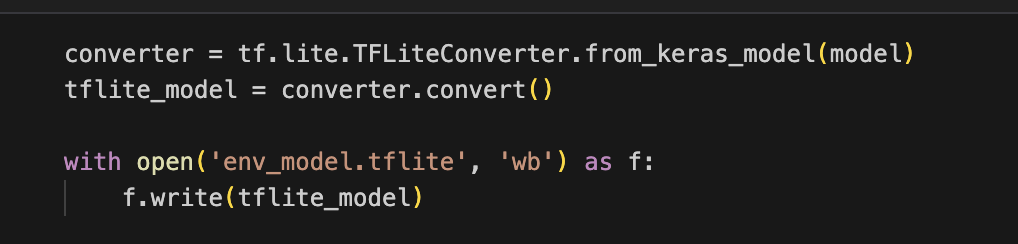 converter = tf.lite.TFLiteConverter.from_keras_model(model)
tflite_model = converter.convert()
with open('env_model.tflite', 'wb') as f:
    f.write(tflite_model)